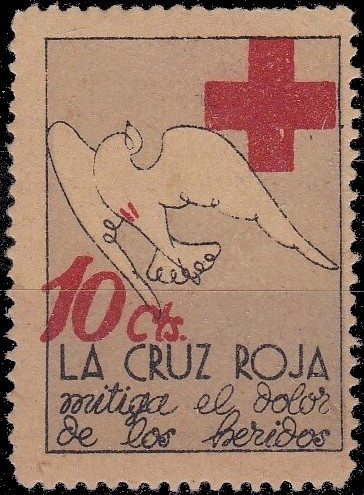 10 Cts.
LA CRUZ ROJA
mitiga el dolor
de los heridos